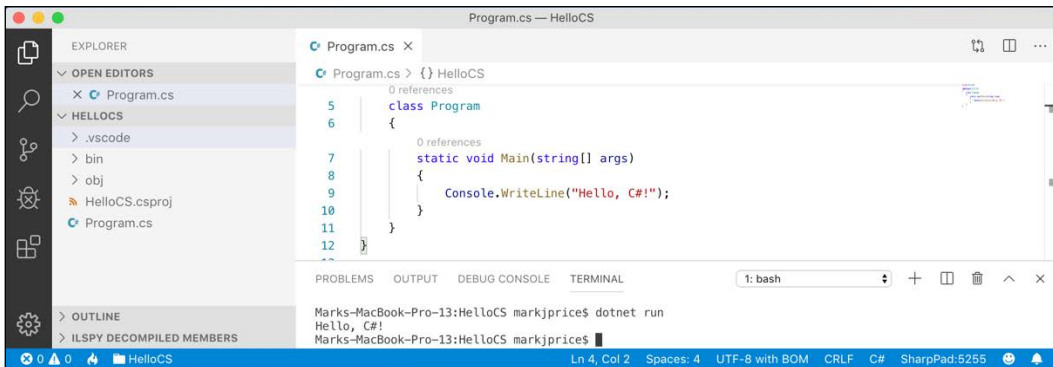 Program.cs — HelloCS
EXPLORER
OPEN EDITORS
Program.cs
HELLOCS
.vscode
bin
obj
HelloCS.csproj
Program.cs
OUTLINE
ILSPY DECOMPILED MEMBERS
Program.cs
Program.cs > {} HelloCS
0 references
5 class Program
6 {
0 references
7 static void Main(string[] args)
8 {
9 Console.WriteLine("Hello, C#!");
10 }
11 }
12 }
PROBLEMS OUTPUT DEBUG CONSOLE TERMINAL 1: bash
Marks-MacBook-Pro-13:HelloCS markjprice$ dotnet run
Hello, C#!
Marks-MacBook-Pro-13:HelloCS markjprice$
0 0 HelloCS Ln 4, Col 2 Spaces: 4 UTF-8 with BOM CRLF C# SharpPad:5255